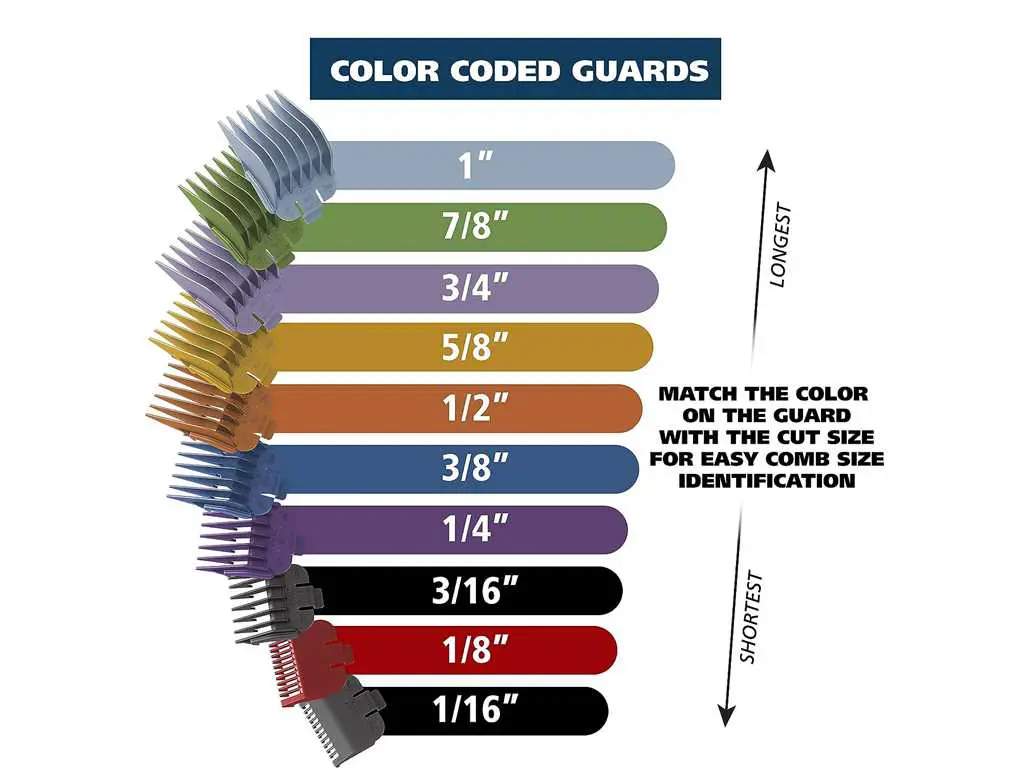 COLOR CODED GUARDS
1″
7/8″
3/4″
5/8″
1/2″
3/8″
1/4″
3/16″
1/8″
1/16″
LONGEST
MATCH THE COLOR
ON THE GUARD
WITH THE CUT SIZE
FOR EASY COMB SIZE
IDENTIFICATION
SHORTEST